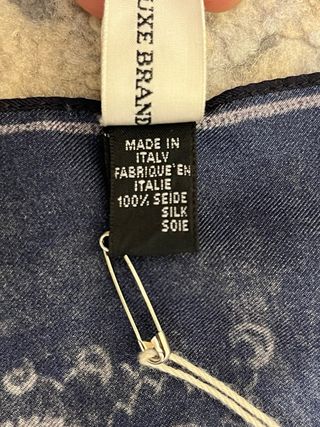 UXE BRAND
MADE IN
ITALY
FABRIQUE'EN
ITALIE
100% SEIDE
SILK
SOIE